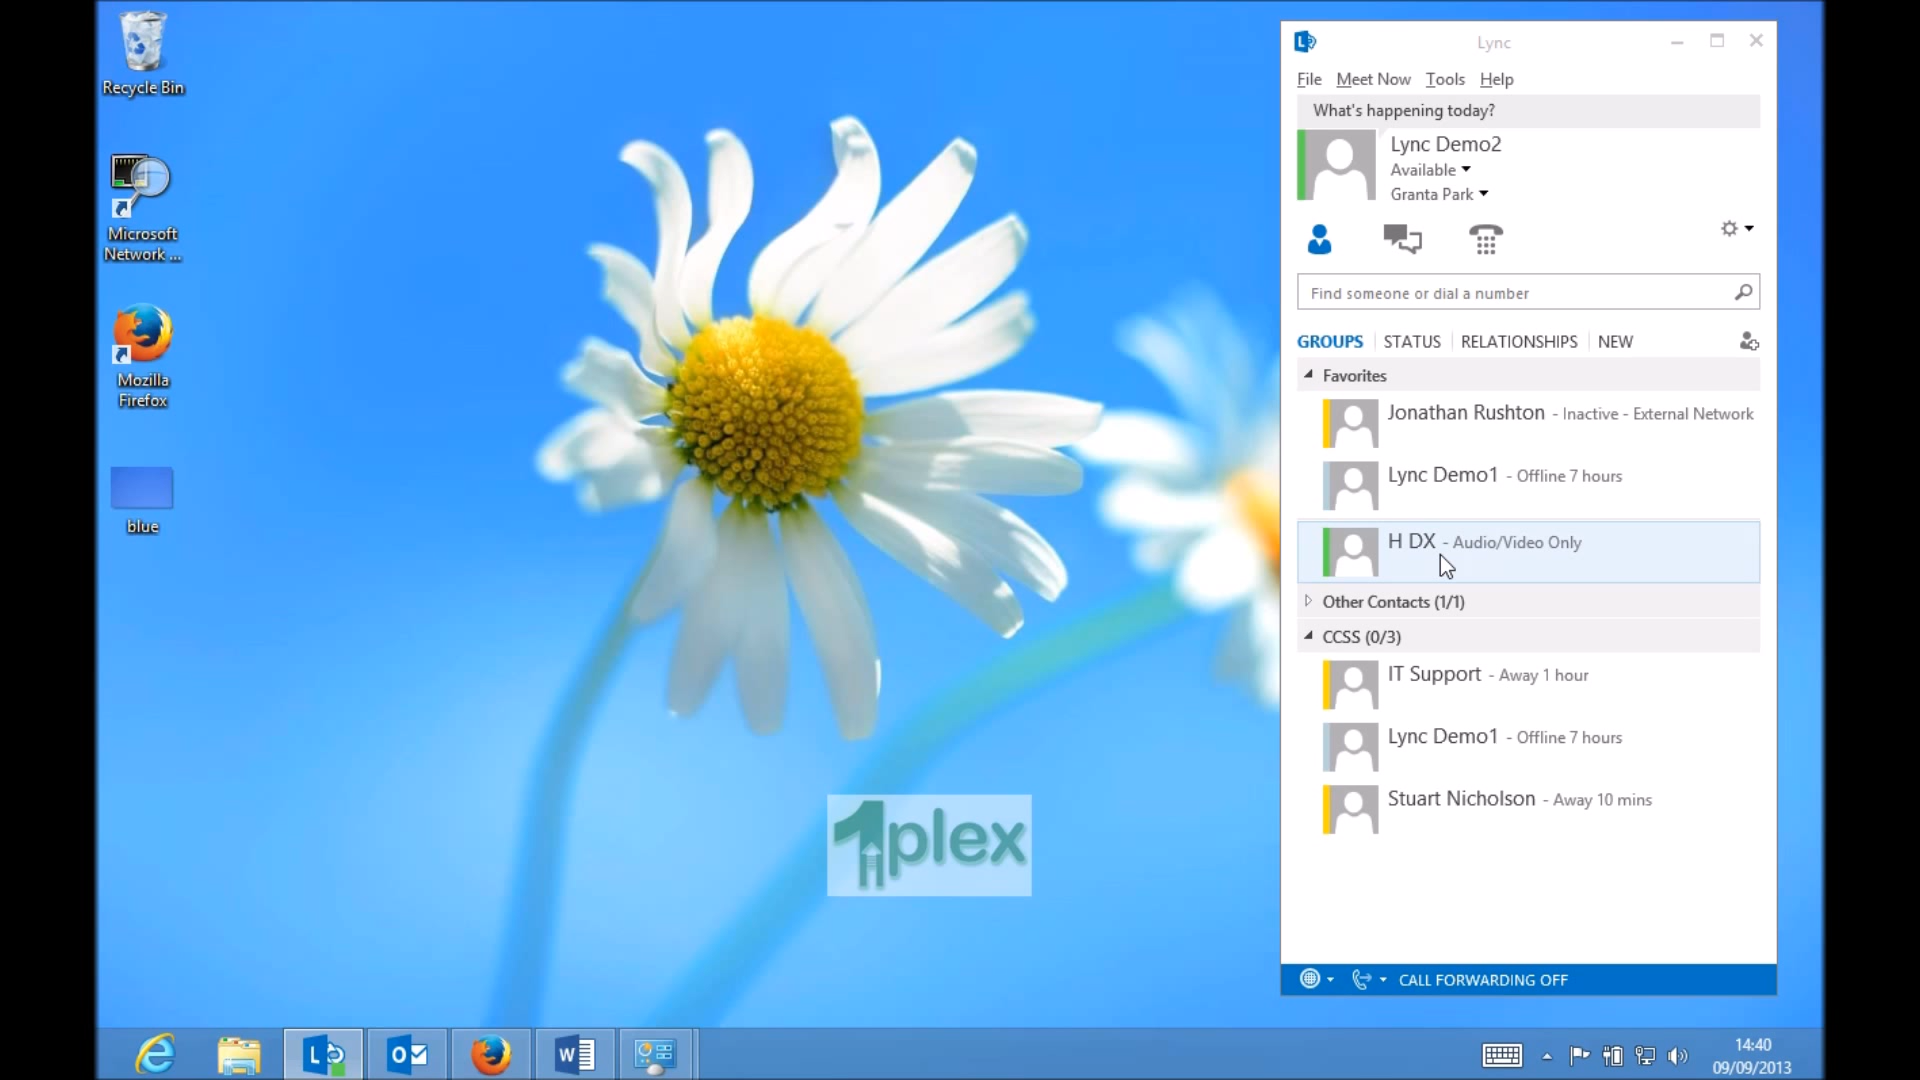 Recycle Bin
Microsoft
Network ...
Mozilla
Firefox
blue
1plex
Lync
File Meet Now Tools Help
What's happening today?
Lync Demo2
Available
Granta Park
Find someone or dial a number
GROUPS STATUS RELATIONSHIPS NEW
Favorites
Jonathan Rushton - Inactive - External Network
Lync Demo1 - Offline 7 hours
H DX - Audio/Video Only
Other Contacts (1/1)
CCSS (0/3)
IT Support - Away 1 hour
Lync Demo1 - Offline 7 hours
Stuart Nicholson - Away 10 mins
CALL FORWARDING OFF
14:40
09/09/2013